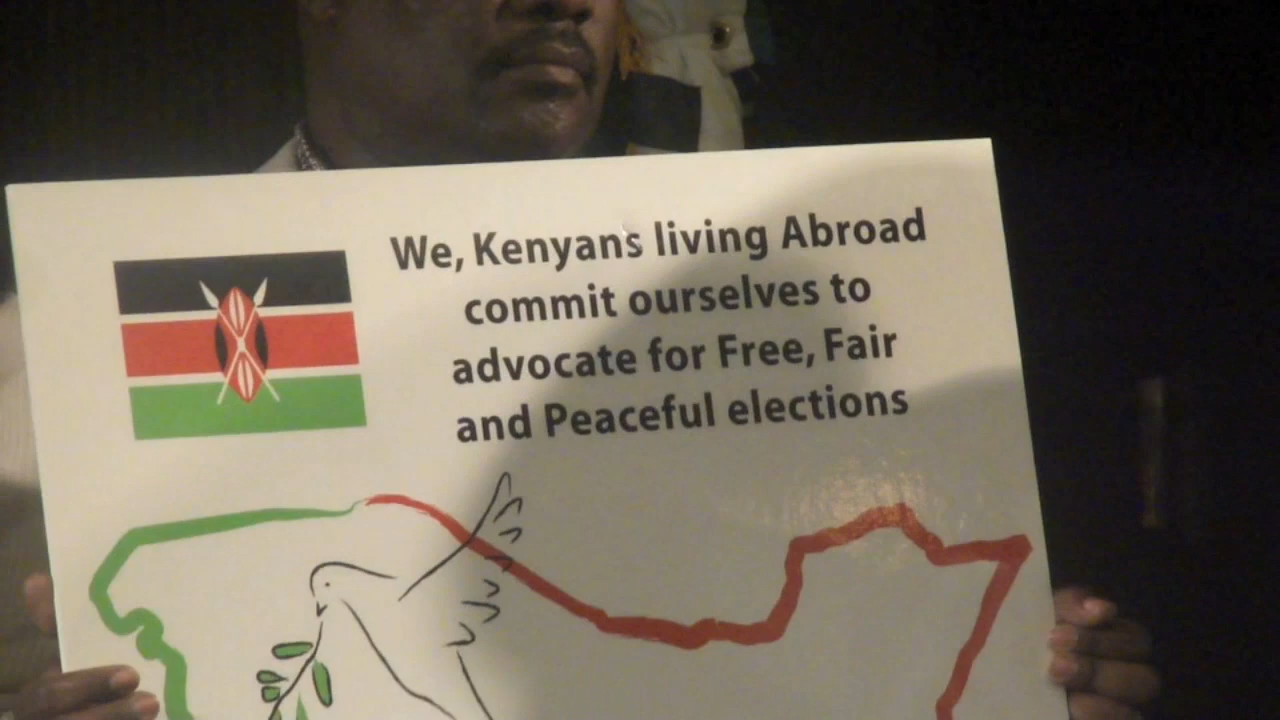 We, Kenyans living Abroad
commit ourselves to
advocate for Free, Fair
and Peaceful elections